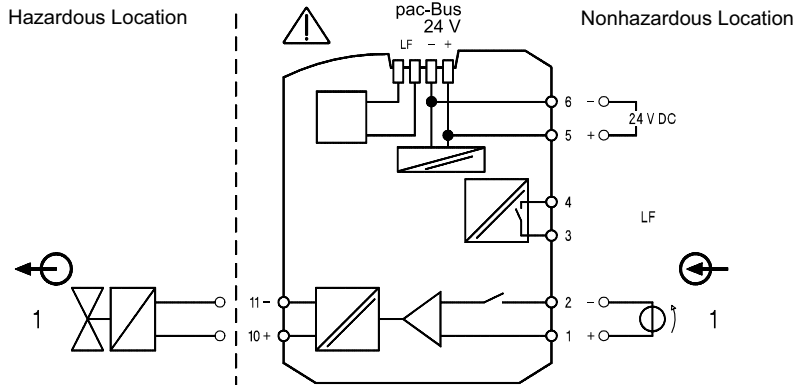 Hazardous Location
pac-Bus
24 V
Nonhazardous Location
LF - +
6 -
24 V DC
5 +
4
LF
3
1
11 -
2 -
1
10 +
1 +